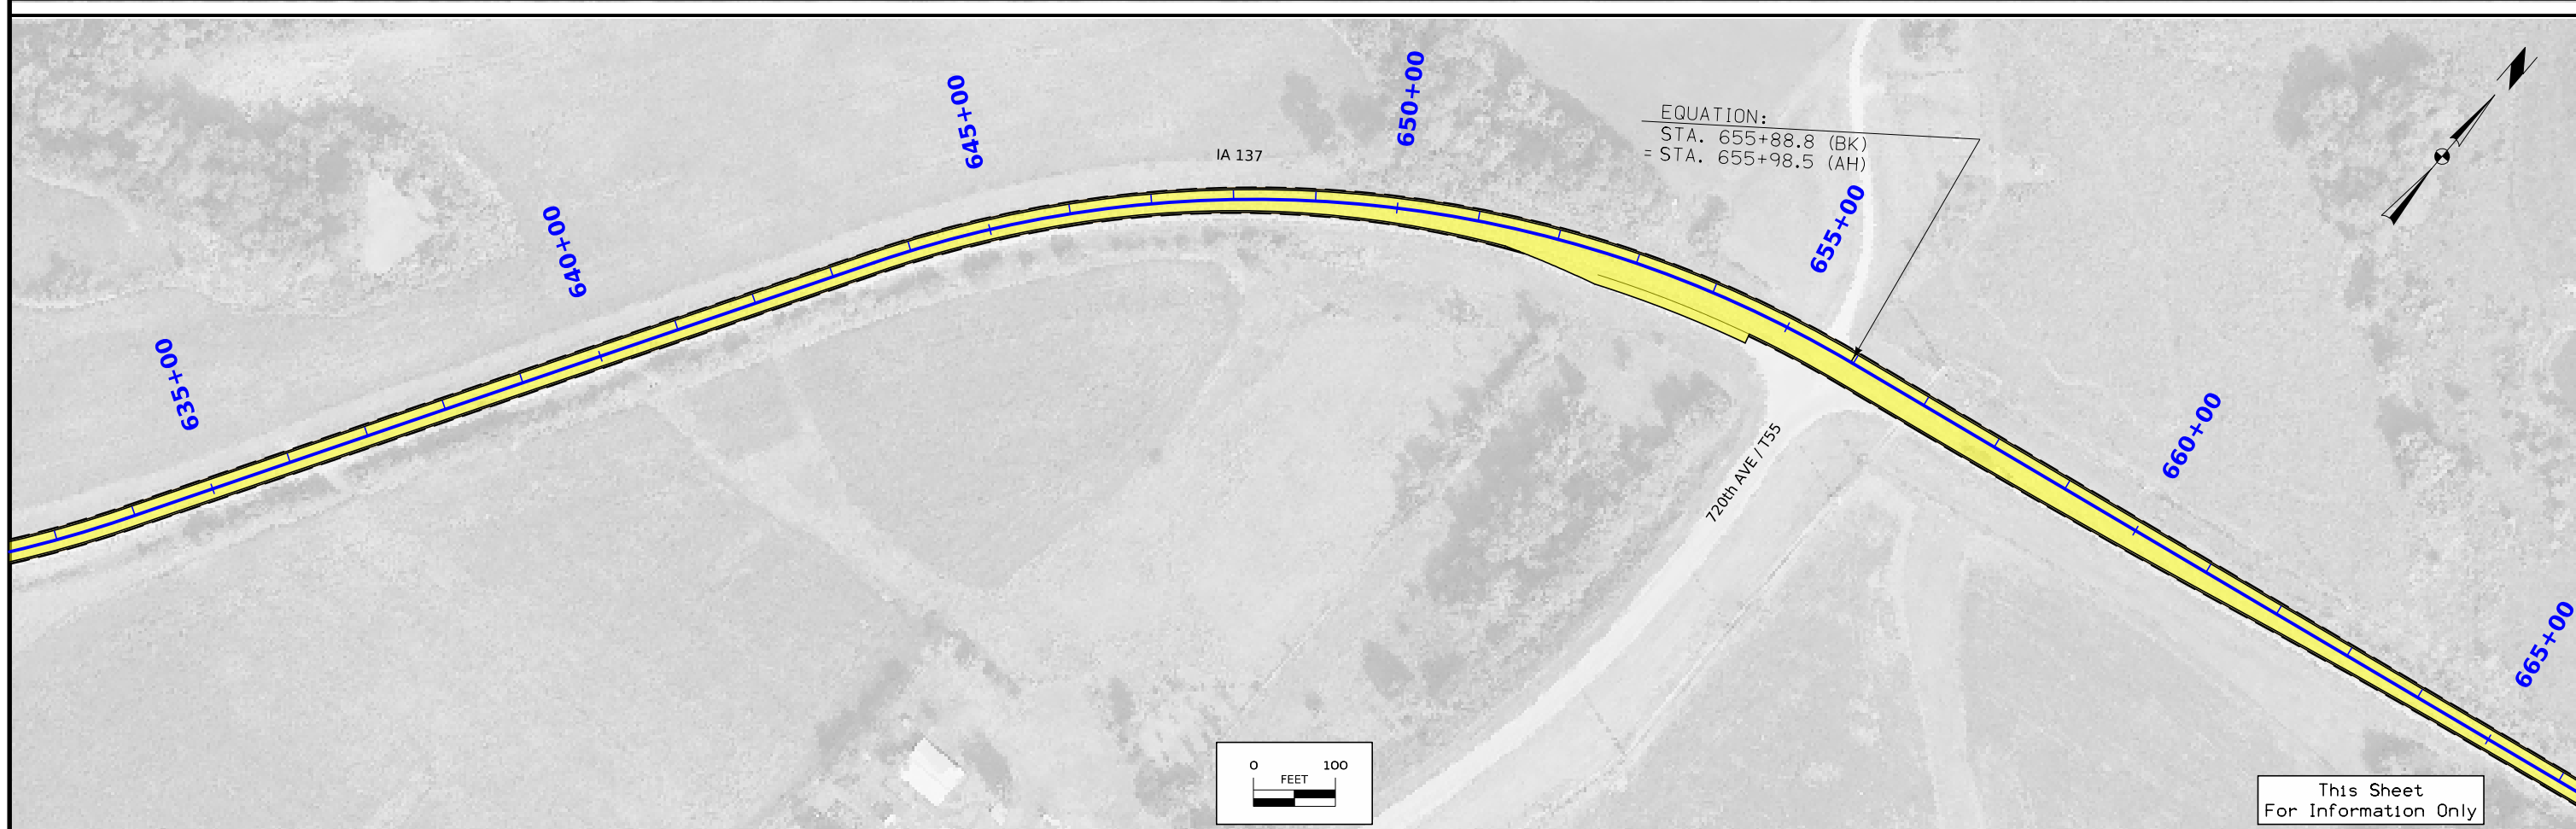 635+00
640+00
645+00
IA 137
650+00
EQUATION:
STA. 655+88.8 (BK)
= STA. 655+98.5 (AH)
655+00
720th AVE / T55
660+00
665+00
0 100
FEET
This Sheet
For Information Only